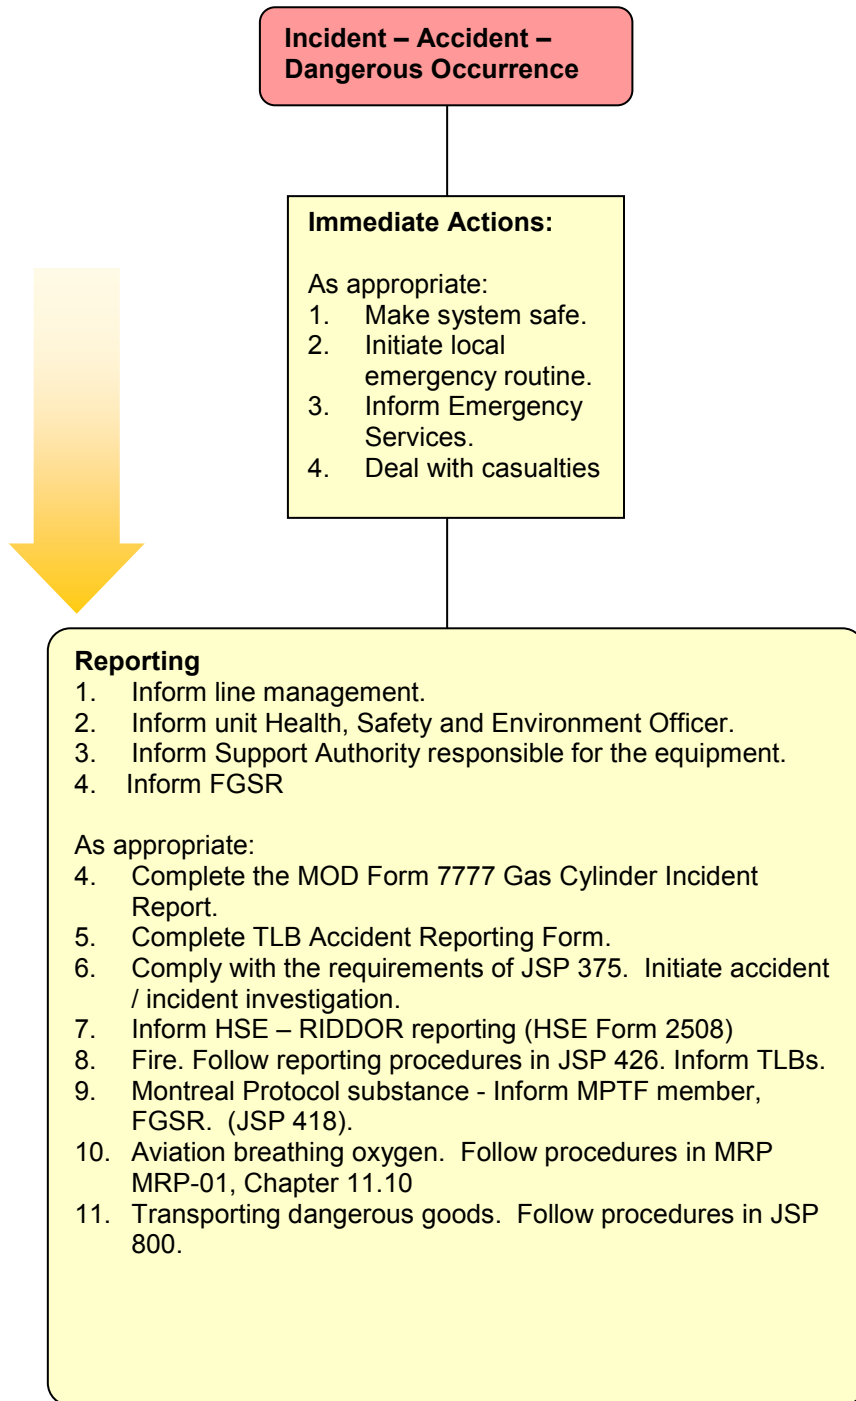 Incident – Accident –
Dangerous Occurrence
Immediate Actions:
As appropriate:
1. Make system safe.
2. Initiate local
emergency routine.
3. Inform Emergency
Services.
4. Deal with casualties
Reporting
1. Inform line management.
2. Inform unit Health, Safety and Environment Officer.
3. Inform Support Authority responsible for the equipment.
4. Inform FGSR
As appropriate:
4. Complete the MOD Form 7777 Gas Cylinder Incident
Report.
5. Complete TLB Accident Reporting Form.
6. Comply with the requirements of JSP 375. Initiate accident
/ incident investigation.
7. Inform HSE – RIDDOR reporting (HSE Form 2508)
8. Fire. Follow reporting procedures in JSP 426. Inform TLBs.
9. Montreal Protocol substance - Inform MPTF member,
FGSR. (JSP 418).
10. Aviation breathing oxygen. Follow procedures in MRP
MRP-01, Chapter 11.10
11. Transporting dangerous goods. Follow procedures in JSP
800.